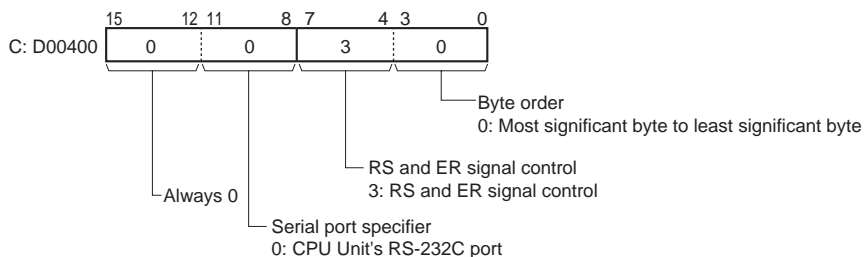 15 12 11 8 7 4 3 0
C: D00400 0 0 3 0
Byte order
0: Most significant byte to least significant byte
RS and ER signal control
3: RS and ER signal control
Always 0
Serial port specifier
0: CPU Unit's RS-232C port